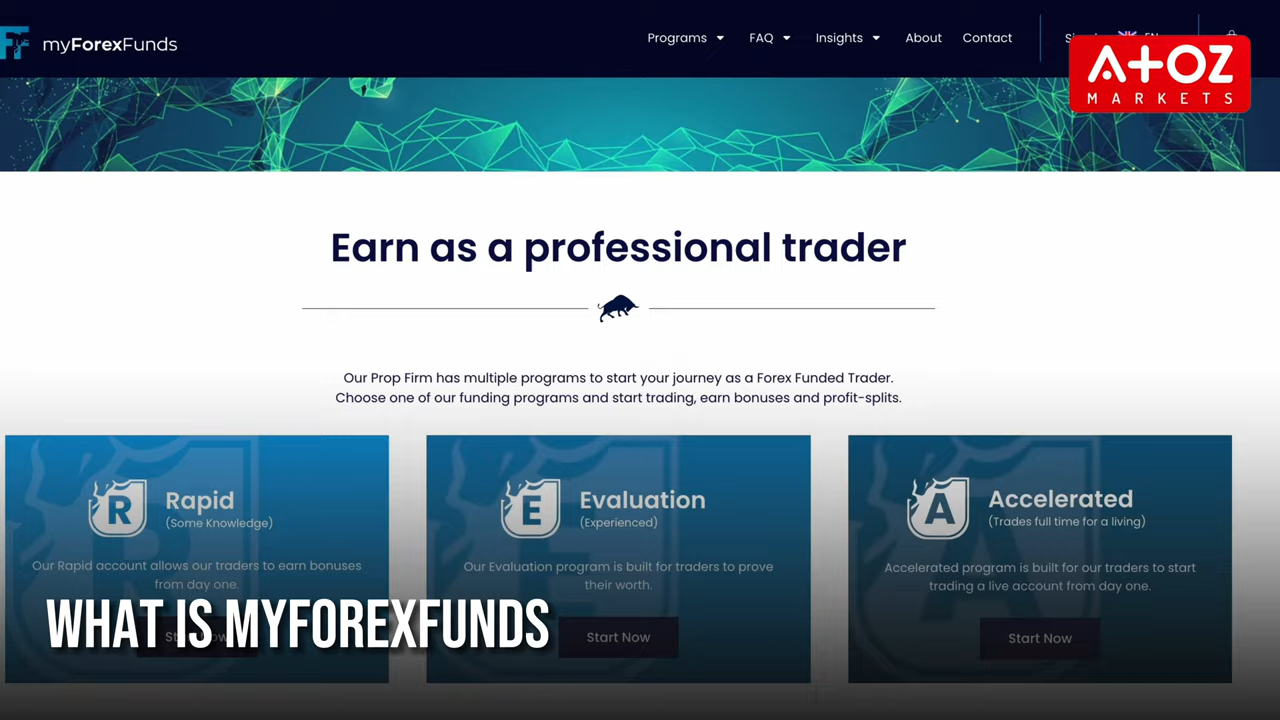 myForexFunds
Programs FAQ Insights About Contact
EN
A+OZ
MARKETS
Earn as a professional trader
Our Prop Firm has multiple programs to start your journey as a Forex Funded Trader.
Choose one of our funding programs and start trading, earn bonuses and profit-splits.
R Rapid
(Some Knowledge)
Our Rapid account allows our traders to earn bonuses
from day one.
E Evaluation
(Experienced)
Our Evaluation program is built for traders to prove
their worth.
Start Now
A Accelerated
(Trades full time for a living)
Accelerated program is built for our traders to start
trading a live account from day one.
Start Now
WHAT IS MYFOREXFUNDS